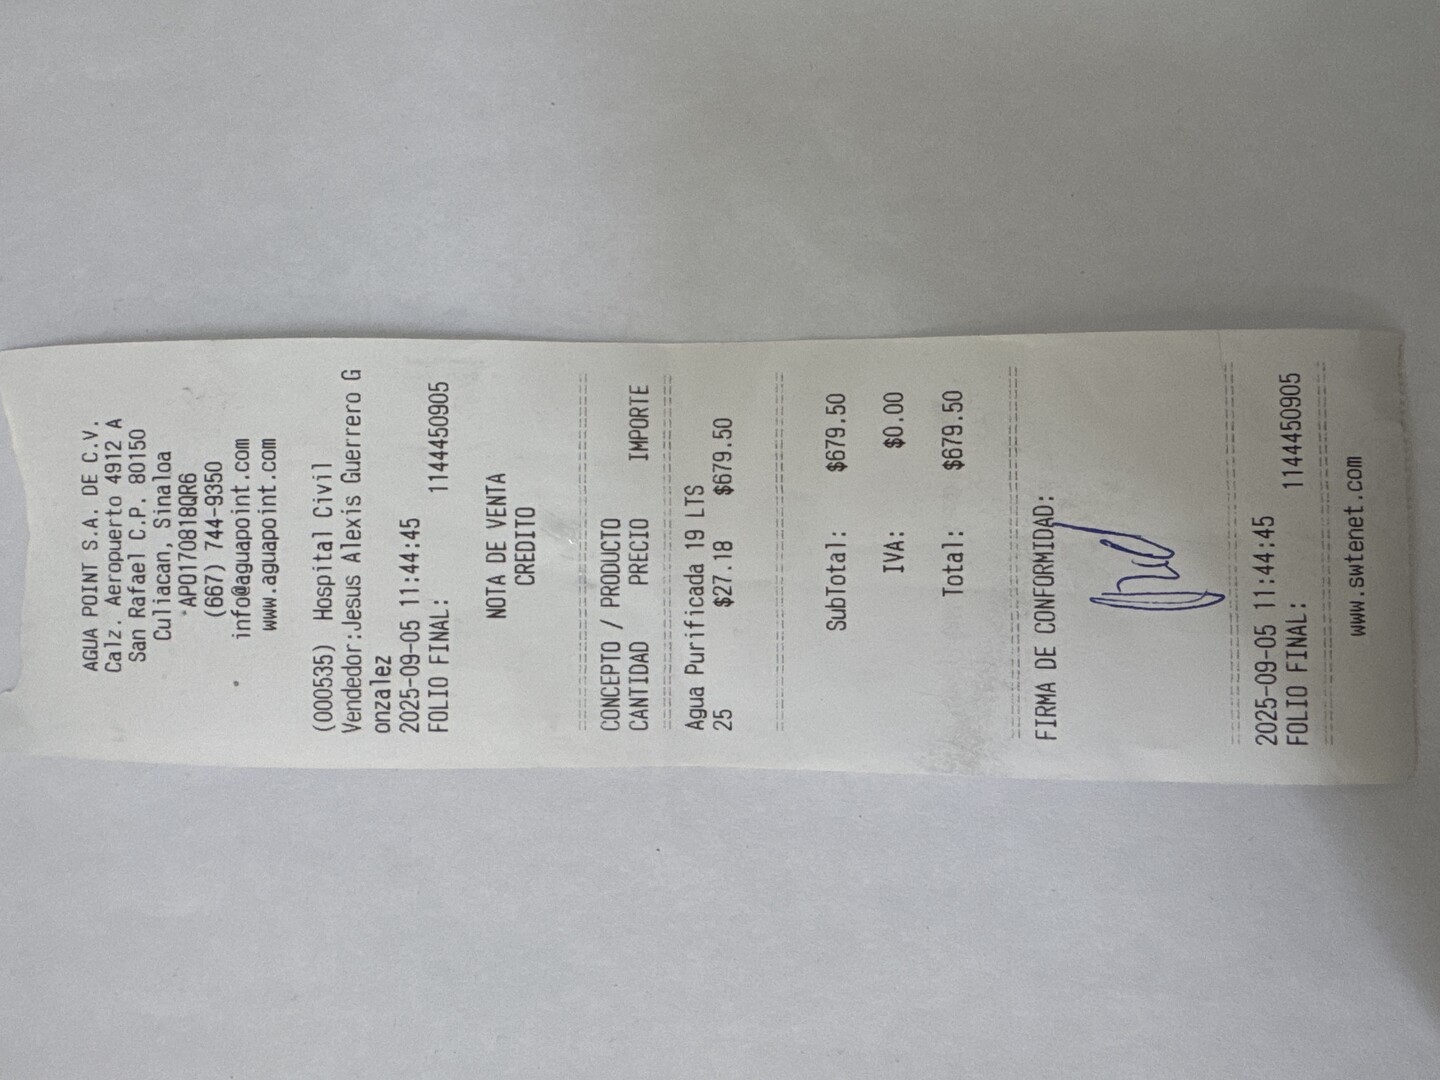 AGUA POINT S.A. DE C.V.
Calz. Aeropuerto 4912 A
San Rafael C.P. 80150
Culiacan, Sinaloa
APO170818QR6
(667) 744-9350
info@aguapoint.com
www.aguapoint.com
(000535) Hospital Civil
Vendedor:Jesus Alexis Guerrero G
onzalez
2025-09-05 11:44:45
FOLIO FINAL: 1144450905
NOTA DE VENTA
CREDITO
CONCEPTO / PRODUCTO
CANTIDAD PRECIO IMPORTE
Agua Purificada 19 LTS
25 $27.18 $679.50
SubTotal: $679.50
IVA: $0.00
Total: $679.50
FIRMA DE CONFORMIDAD:
2025-09-05 11:44:45
FOLIO FINAL: 1144450905
www.swtenet.com